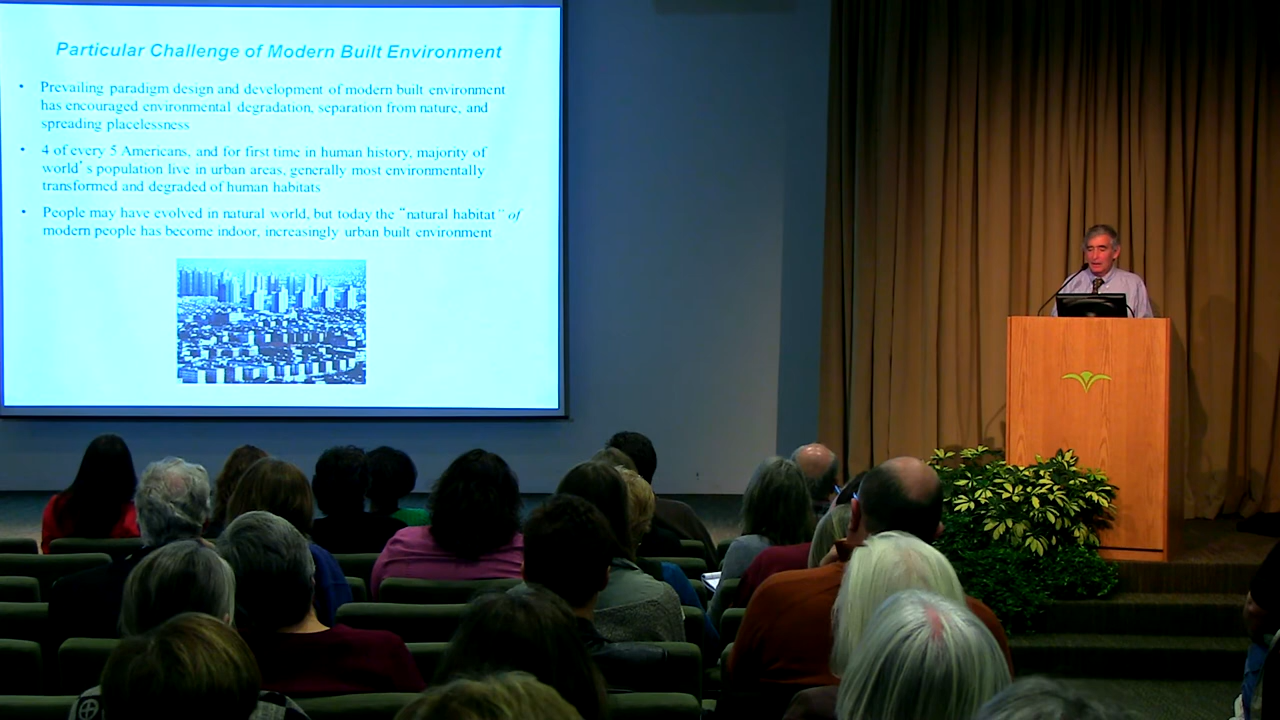 Particular Challenge of Modern Built Environment
• Prevailing paradigm design and development of modern built environment
has encouraged environmental degradation, separation from nature, and
spreading placelessness
• 4 of every 5 Americans, and for first time in human history, majority of
world's population live in urban areas, generally most environmentally
transformed and degraded of human habitats
• People may have evolved in natural world, but today the "natural habitat" of
modern people has become indoor, increasingly urban built environment